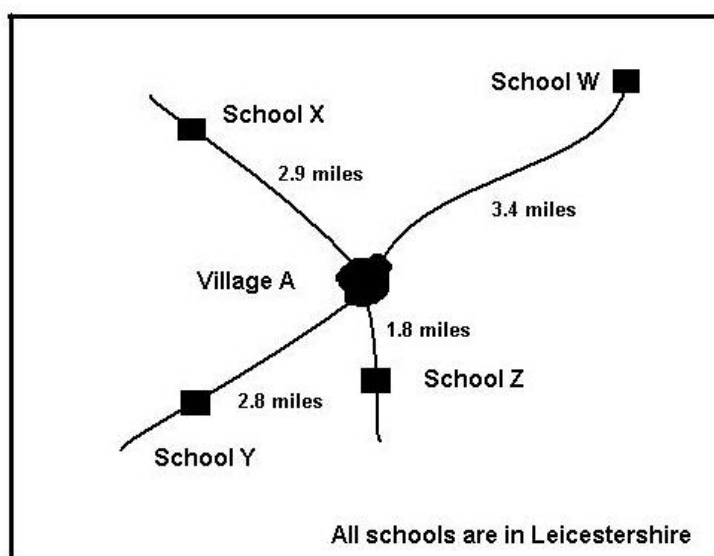 School W
School X
2.9 miles
3.4 miles
Village A
1.8 miles
School Z
2.8 miles
School Y
All schools are in Leicestershire